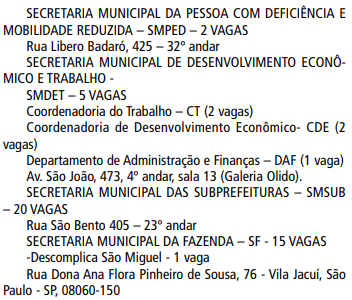 SECRETARIA MUNICIPAL DA PESSOA COM DEFICIÊNCIA E
MOBILIDADE REDUZIDA – SMPED – 2 VAGAS
Rua Libero Badaró, 425 – 32º andar
SECRETARIA MUNICIPAL DE DESENVOLVIMENTO ECONÔ-
MICO E TRABALHO -
SMDET – 5 VAGAS
Coordenadoria do Trabalho – CT (2 vagas)
Coordenadoria de Desenvolvimento Econômico- CDE (2
vagas)
Departamento de Administração e Finanças – DAF (1 vaga)
Av. São João, 473, 4º andar, sala 13 (Galeria Olido).
SECRETARIA MUNICIPAL DAS SUBPREFEITURAS – SMSUB
– 20 VAGAS
Rua São Bento 405 – 23º andar
SECRETARIA MUNICIPAL DA FAZENDA – SF - 15 VAGAS
-Descomplica São Miguel - 1 vaga
Rua Dona Ana Flora Pinheiro de Sousa, 76 - Vila Jacuí, São
Paulo - SP, 08060-150